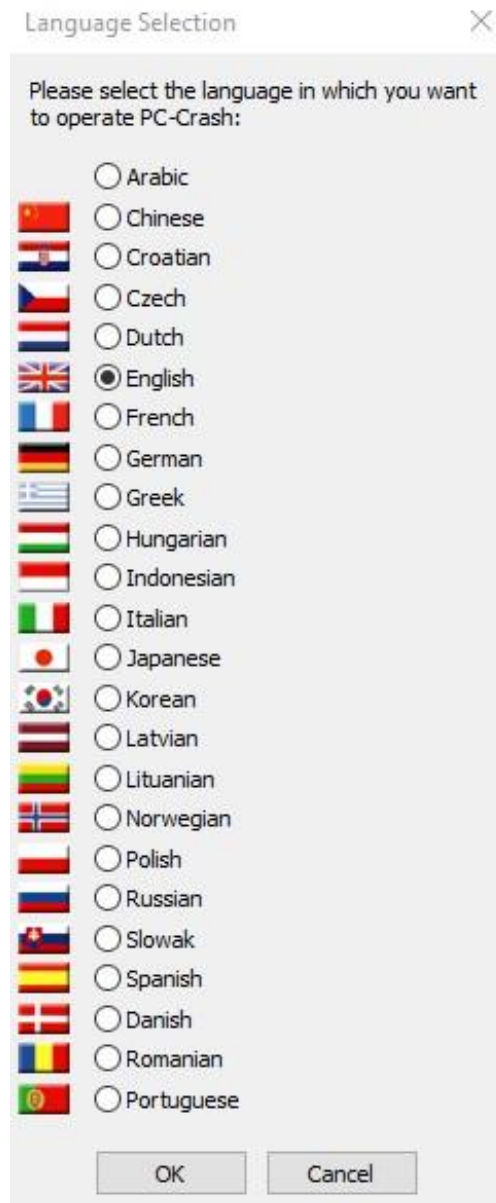 Language Selection
Please select the language in which you want
to operate PC-Crash:
Arabic
Chinese
Croatian
Czech
Dutch
English
French
German
Greek
Hungarian
Indonesian
Italian
Japanese
Korean
Latvian
Lituanian
Norwegian
Polish
Russian
Slowak
Spanish
Danish
Romanian
Portuguese
OK Cancel